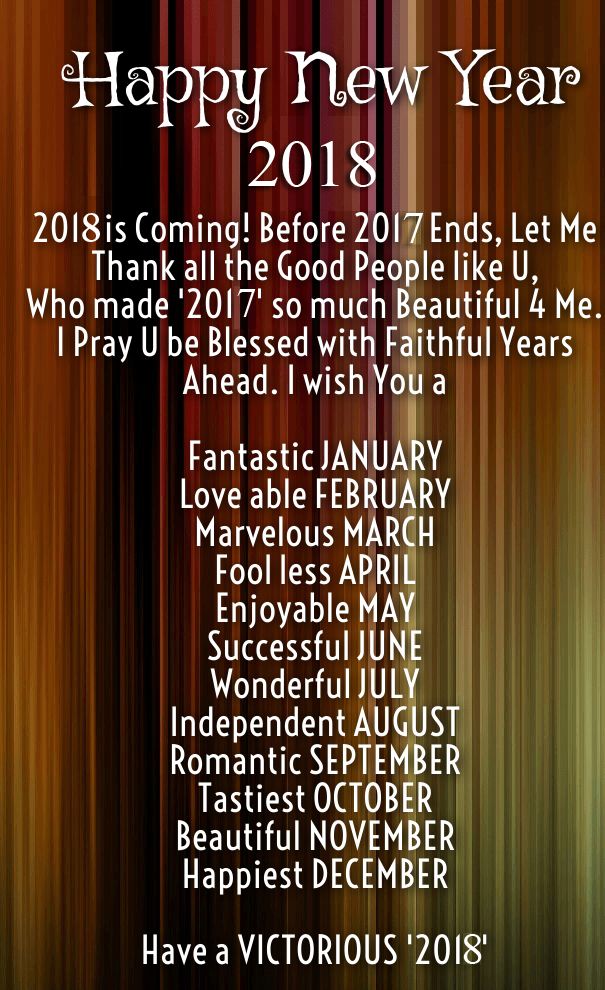 Happy New Year
2018
2018 is Coming! Before 2017 Ends, Let Me
Thank all the Good People like U,
Who made '2017' so much Beautiful 4 Me.
I Pray U be Blessed with Faithful Years
Ahead. I wish You a
Fantastic JANUARY
Love able FEBRUARY
Marvelous MARCH
Fool less APRIL
Enjoyable MAY
Successful JUNE
Wonderful JULY
Independent AUGUST
Romantic SEPTEMBER
Tastiest OCTOBER
Beautiful NOVEMBER
Happiest DECEMBER
Have a VICTORIOUS '2018'